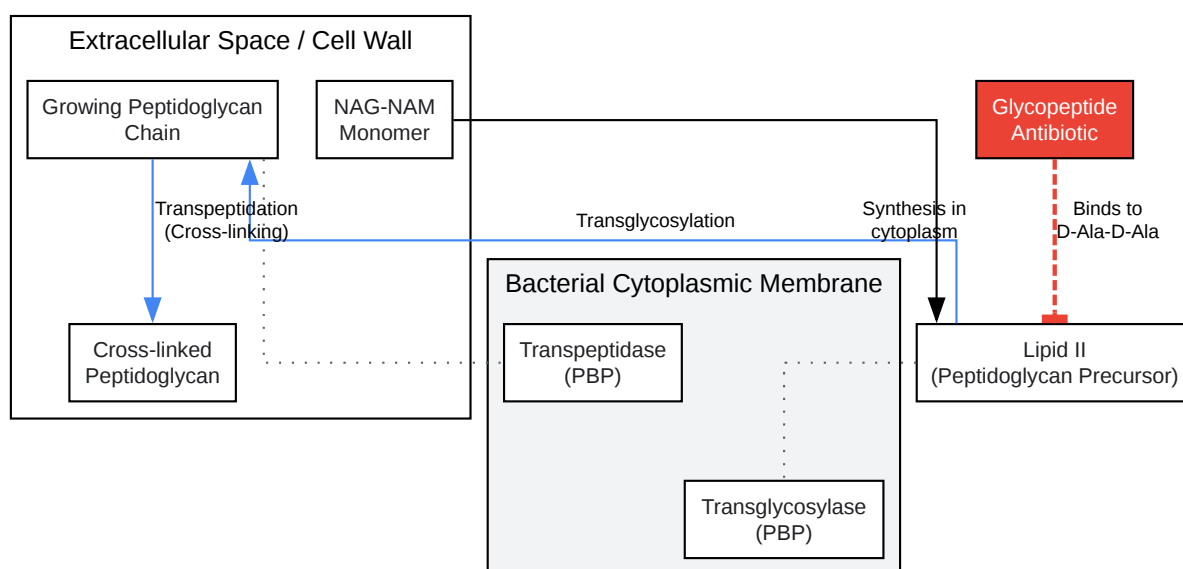 Extracellular Space / Cell Wall
Growing Peptidoglycan
Chain
NAG-NAM
Monomer
Glycopeptide
Antibiotic
Transpeptidation
(Cross-linking)
Transglycosylation
Synthesis in
cytoplasm
Binds to
D-Ala-D-Ala
Bacterial Cytoplasmic Membrane
Cross-linked
Peptidoglycan
Transpeptidase
(PBP)
Lipid II
(Peptidoglycan Precursor)
Transglycosylase
(PBP)